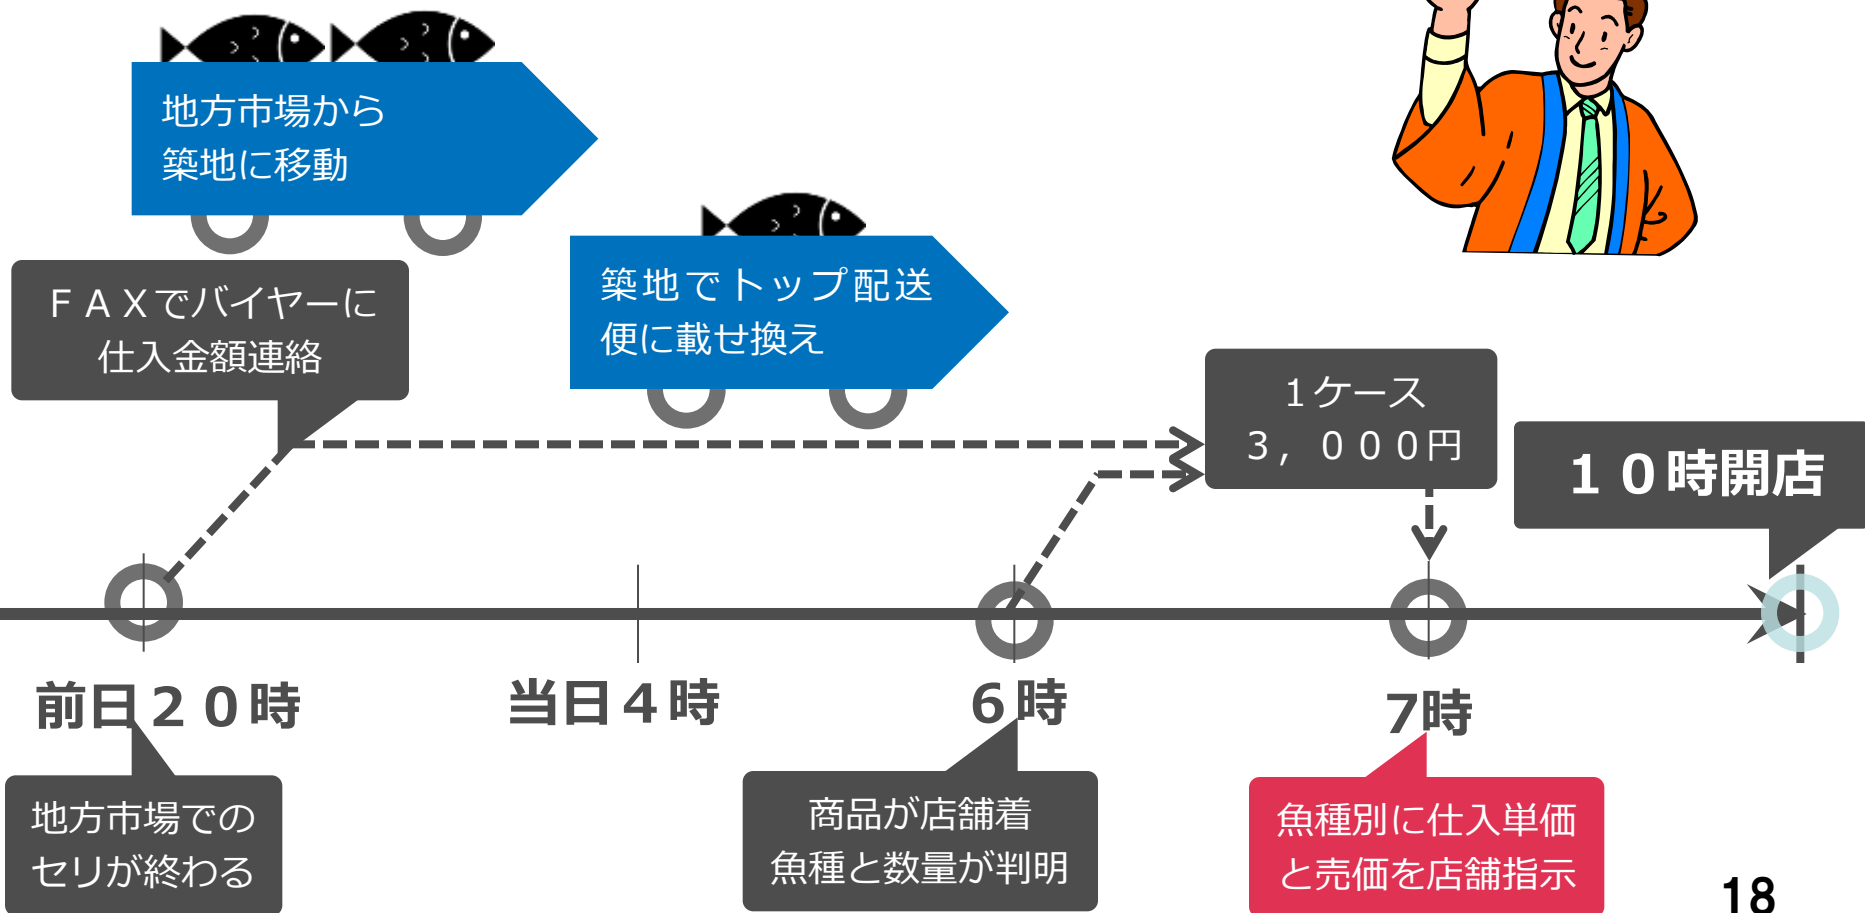 地方市場から
築地に移動
ＦＡＸでバイヤーに
仕入金額連絡
築地でトップ配送
便に載せ換え
１ケース
３，０００円
１０時開店
前日２０時
当日４時
６時
7時
地方市場での
セリが終わる
商品が店舗着
魚種と数量が判明
魚種別に仕入単価
と売価を店舗指示
18